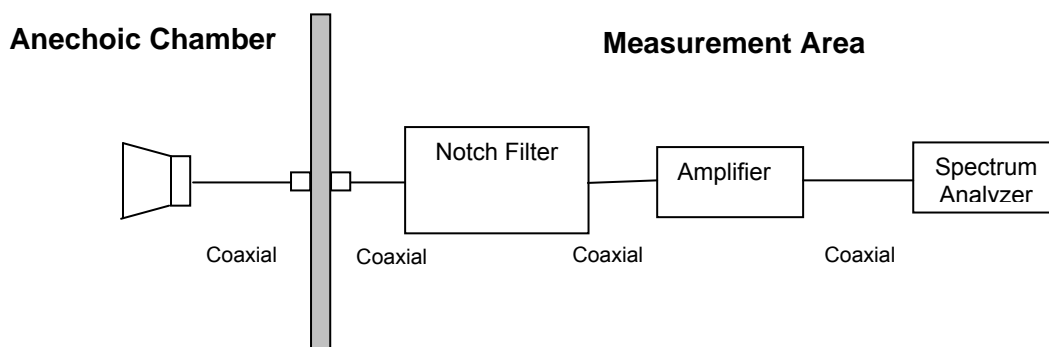 Anechoic Chamber
Measurement Area
Notch Filter
Amplifier
Spectrum
Analyzer
Coaxial
Coaxial
Coaxial
Coaxial